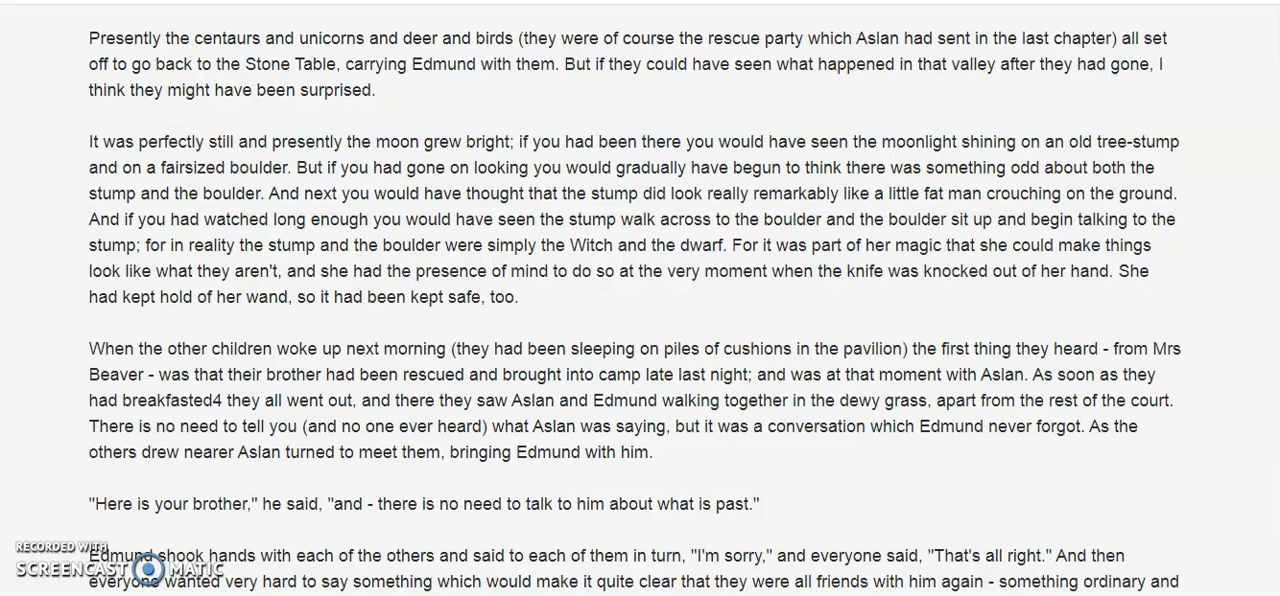 Presently the centaurs and unicorns and deer and birds (they were of course the rescue party which Aslan had sent in the last chapter) all set
off to go back to the Stone Table, carrying Edmund with them. But if they could have seen what happened in that valley after they had gone, I
think they might have been surprised.
It was perfectly still and presently the moon grew bright; if you had been there you would have seen the moonlight shining on an old tree-stump
and on a fairsized boulder. But if you had gone on looking you would gradually have begun to think there was something odd about both the
stump and the boulder. And next you would have thought that the stump did look really remarkably like a little fat man crouching on the ground.
And if you had watched long enough you would have seen the stump walk across to the boulder and the boulder sit up and begin talking to the
stump; for in reality the stump and the boulder were simply the Witch and the dwarf. For it was part of her magic that she could make things
look like what they aren't, and she had the presence of mind to do so at the very moment when the knife was knocked out of her hand. She
had kept hold of her wand, so it had been kept safe, too.
When the other children woke up next morning (they had been sleeping on piles of cushions in the pavilion) the first thing they heard - from Mrs
Beaver - was that their brother had been rescued and brought into camp late last night; and was at that moment with Aslan. As soon as they
had breakfasted4 they all went out, and there they saw Aslan and Edmund walking together in the dewy grass, apart from the rest of the court.
There is no need to tell you (and no one ever heard) what Aslan was saying, but it was a conversation which Edmund never forgot. As the
others drew nearer Aslan turned to meet them, bringing Edmund with him.
"Here is your brother," he said, "and - there is no need to talk to him about what is past."
Edmund shook hands with each of the others and said to each of them in turn, "I'm sorry," and everyone said, "That's all right." And then
everyone wanted very hard to say something which would make it quite clear that they were all friends with him again - something ordinary and
RECORDED WITH
SCREENCAST MATIC